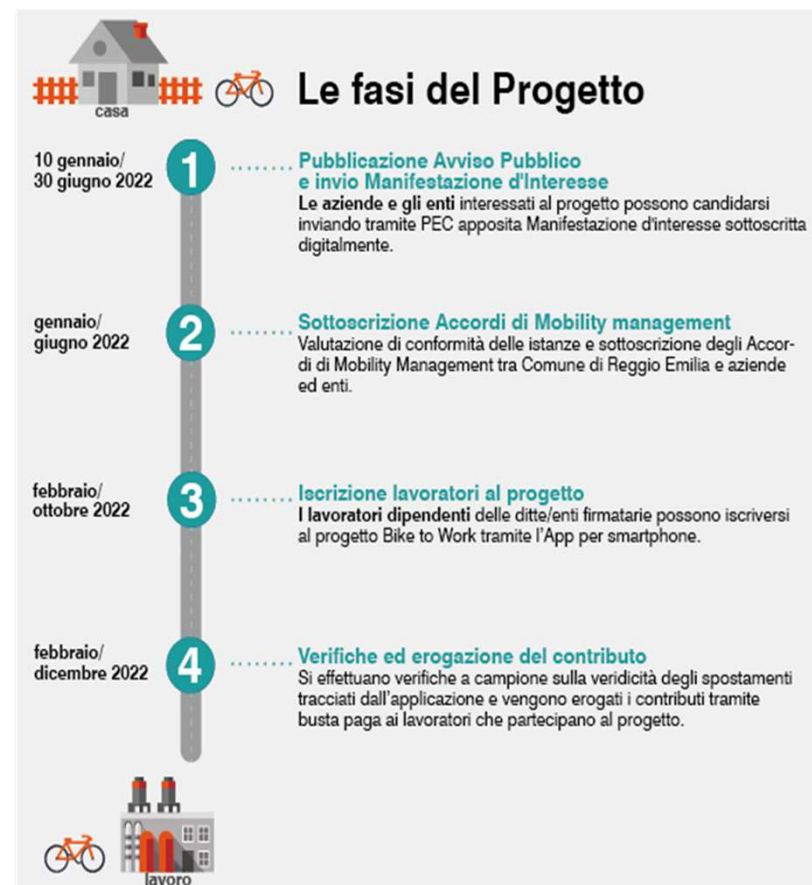 casa
Le fasi del Progetto
10 gennaio/
30 giugno 2022
1
Pubblicazione Avviso Pubblico
e invio Manifestazione d'Interesse
Le aziende e gli enti interessati al progetto possono candidarsi
inviando tramite PEC apposita Manifestazione d'interesse sottoscritta
digitalmente.
gennaio/
giugno 2022
2
Sottoscrizione Accordi di Mobility management
Valutazione di conformità delle istanze e sottoscrizione degli Accor-
di di Mobility Management tra Comune di Reggio Emilia e aziende
ed enti.
febbraio/
ottobre 2022
3
Iscrizione lavoratori al progetto
I lavoratori dipendenti delle ditte/enti firmatarie possono iscriversi
al progetto Bike to Work tramite l'App per smartphone.
febbraio/
dicembre 2022
4
Verifiche ed erogazione del contributo
Si effettuano verifiche a campione sulla veridicità degli spostamenti
tracciati dall'applicazione e vengono erogati i contributi tramite
busta paga ai lavoratori che partecipano al progetto.
lavoro